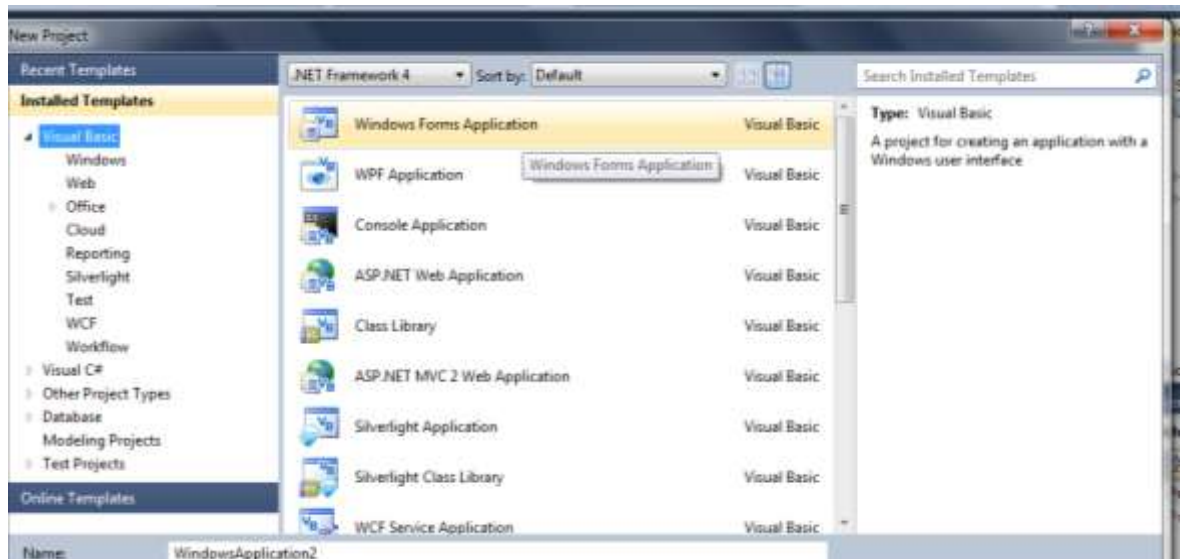 New Project
Recent Templates
Installed Templates
Visual Basic
Windows
Web
Office
Cloud
Reporting
Silverlight
Test
WCF
Workflow
Visual C#
Other Project Types
Database
Modeling Projects
Test Projects
Online Templates
.NET Framework 4 Sort by: Default
Windows Forms Application Visual Basic
Windows Forms Application
WPF Application Visual Basic
Console Application Visual Basic
ASP.NET Web Application Visual Basic
Class Library Visual Basic
ASP.NET MVC 2 Web Application Visual Basic
Silverlight Application Visual Basic
Silverlight Class Library Visual Basic
WCF Service Application Visual Basic
Search Installed Templates
Type: Visual Basic
A project for creating an application with a
Windows user interface
Name: WindowsApplication2